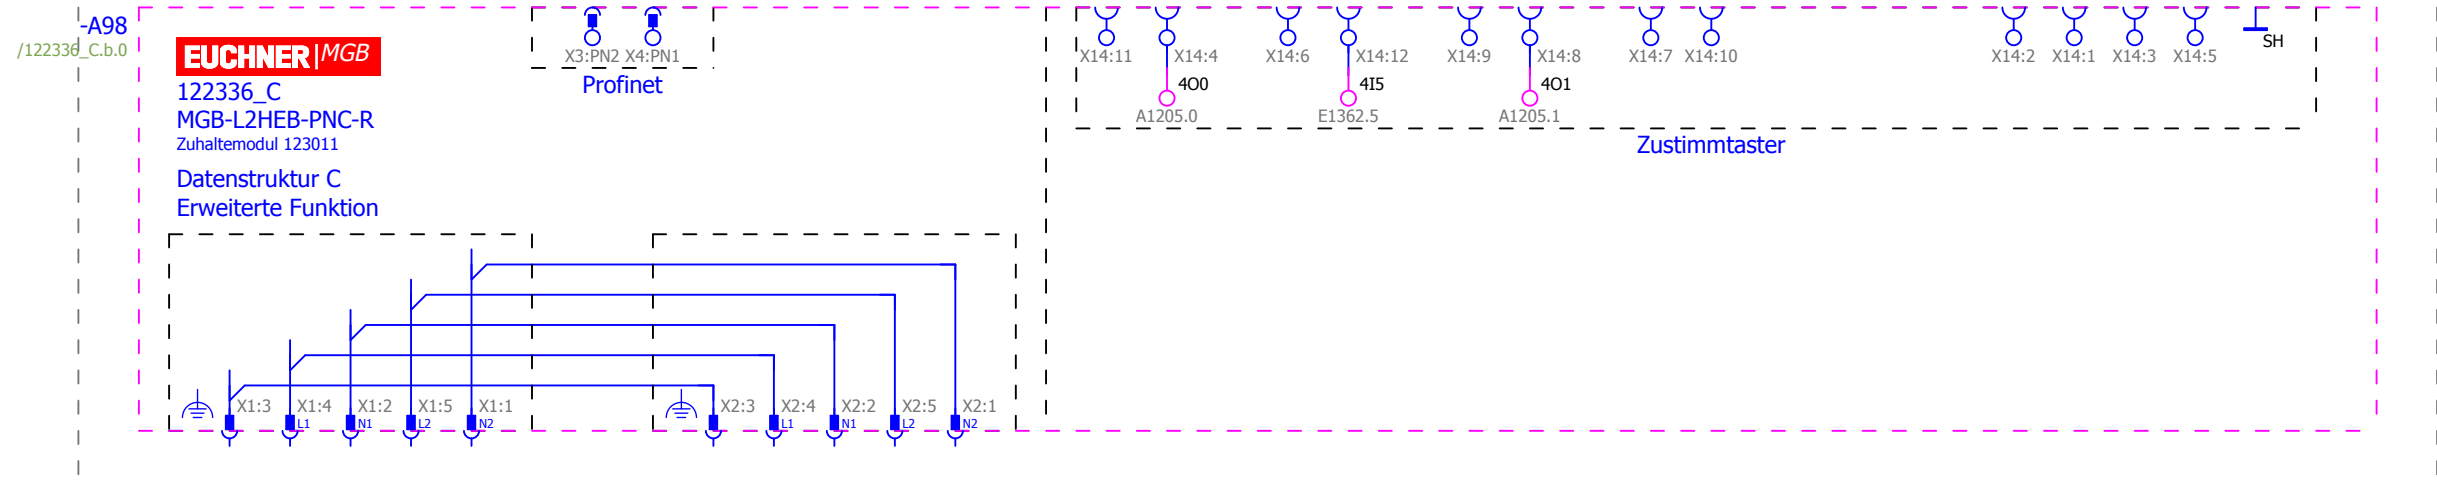 -A98
/122336_C.b.0
EUCHNER|MGB
122336_C
MGB-L2HEB-PNC-R
Zuhaltemodul 123011
Datenstruktur C
Erweiterte Funktion
X3:PN2 X4:PN1
Profinet
X14:11 X14:4 X14:6 X14:12 X14:9 X14:8 X14:7 X14:10 X14:2 X14:1 X14:3 X14:5 SH
4O0 4I5 4O1
A1205.0 E1362.5 A1205.1
Zustimmtaster
X1:3 X1:4 X1:2 X1:5 X1:1 X2:3 X2:4 X2:2 X2:5 X2:1
L1 N1 L2 N2 L1 N1 L2 N2